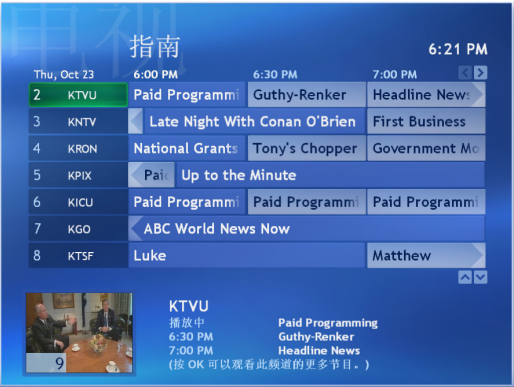 电视
指南
6:21 PM
Thu, Oct 23 6:00 PM 6:30 PM 7:00 PM
2 KTVU Paid Programmi Guthy-Renker Headline News
3 KNTV Late Night With Conan O'Brien First Business
4 KRON National Grants Tony's Chopper Government Mo
5 KPIX Paid Up to the Minute
6 KICU Paid Programmi Paid Programmi Paid Programmi
7 KGO ABC World News Now
8 KTSF Luke Matthew
KTVU
播放中 Paid Programming
6:30 PM Guthy-Renker
7:00 PM Headline News
(按 OK 可以观看此频道的更多节目。)
9